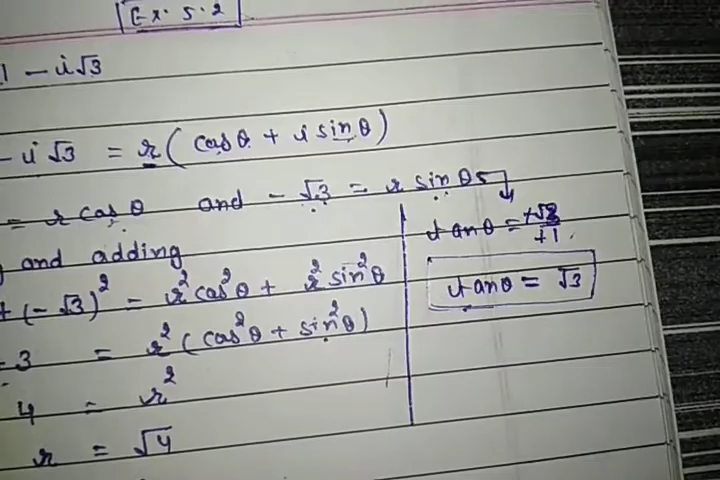 Ex. 5.2
1 - i√3
- i√3 = r(cosθ + i sinθ)
= r cosθ and - √3 = r sinθ
tanθ = +√3/+1
and adding
+ (-√3)² = r²cos²θ + r²sin²θ
tanθ = √3
3 = r²(cos²θ + sin²θ)
4 = r²
r = √4